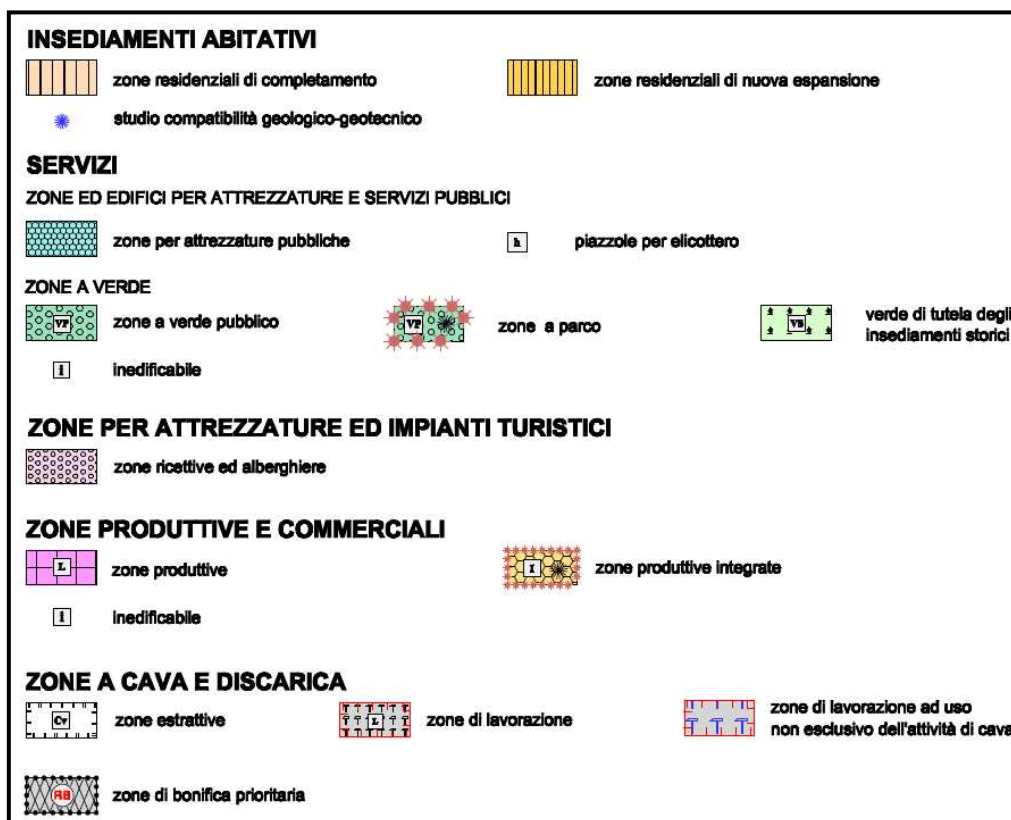 INSEDIAMENTI ABITATIVI
zone residenziali di completamento
zone residenziali di nuova espansione
studio compatibilità geologico-geotecnico
SERVIZI
ZONE ED EDIFICI PER ATTREZZATURE E SERVIZI PUBBLICI
zone per attrezzature pubbliche
h
piazzole per elicottero
ZONE A VERDE
VP
zone a verde pubblico
VP
zone a parco
VS
verde di tutela degli
insediamenti storici
i
inedificabile
ZONE PER ATTREZZATURE ED IMPIANTI TURISTICI
zone ricettive ed alberghiere
ZONE PRODUTTIVE E COMMERCIALI
L
zone produttive
I
zone produttive integrate
i
inedificabile
ZONE A CAVA E DISCARICA
Cv
zone estrattive
L
zone di lavorazione
zone di lavorazione ad uso
non esclusivo dell'attività di cava
RB
zone di bonifica prioritaria